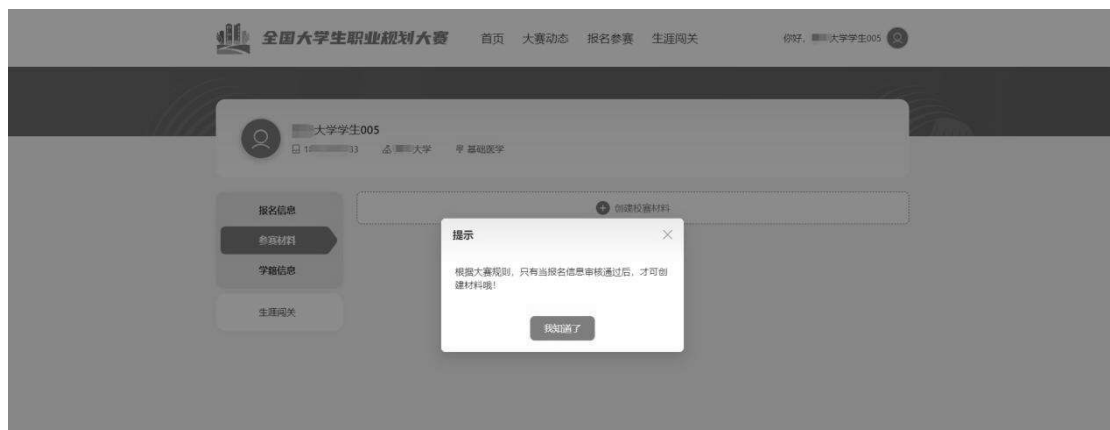 全国大学生职业规划大赛
首页 大赛动态 报名参赛 生涯闯关
你好, 大学学生005
大学学生005
18 33 大学 基础医学
报名信息
创建校赛材料
参赛材料
学籍信息
生涯闯关
提示
根据大赛规则，只有当报名信息审核通过后，才可创
建材料哦！
我知道了